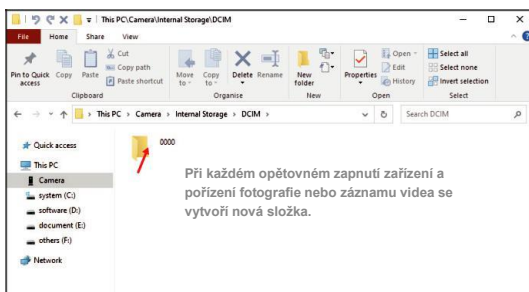 This PC\Camera\Internal Storage\DCIM
File Home Share View
Pin to Quick access
Copy
Paste
Cut
Copy path
Paste shortcut
Clipboard
Move to
Copy to
Delete
Rename
Organise
New folder
New
Properties
Open
Edit
History
Open
Select all
Select none
Invert selection
Select
This PC > Camera > Internal Storage > DCIM >
Search DCIM
Quick access
This PC
Camera
system (C:)
software (D:)
document (E:)
others (F:)
Network
0000
Při každém opětovném zapnutí zařízení a
pořízení fotografie nebo záznamu videa se
vytvoří nová složka.